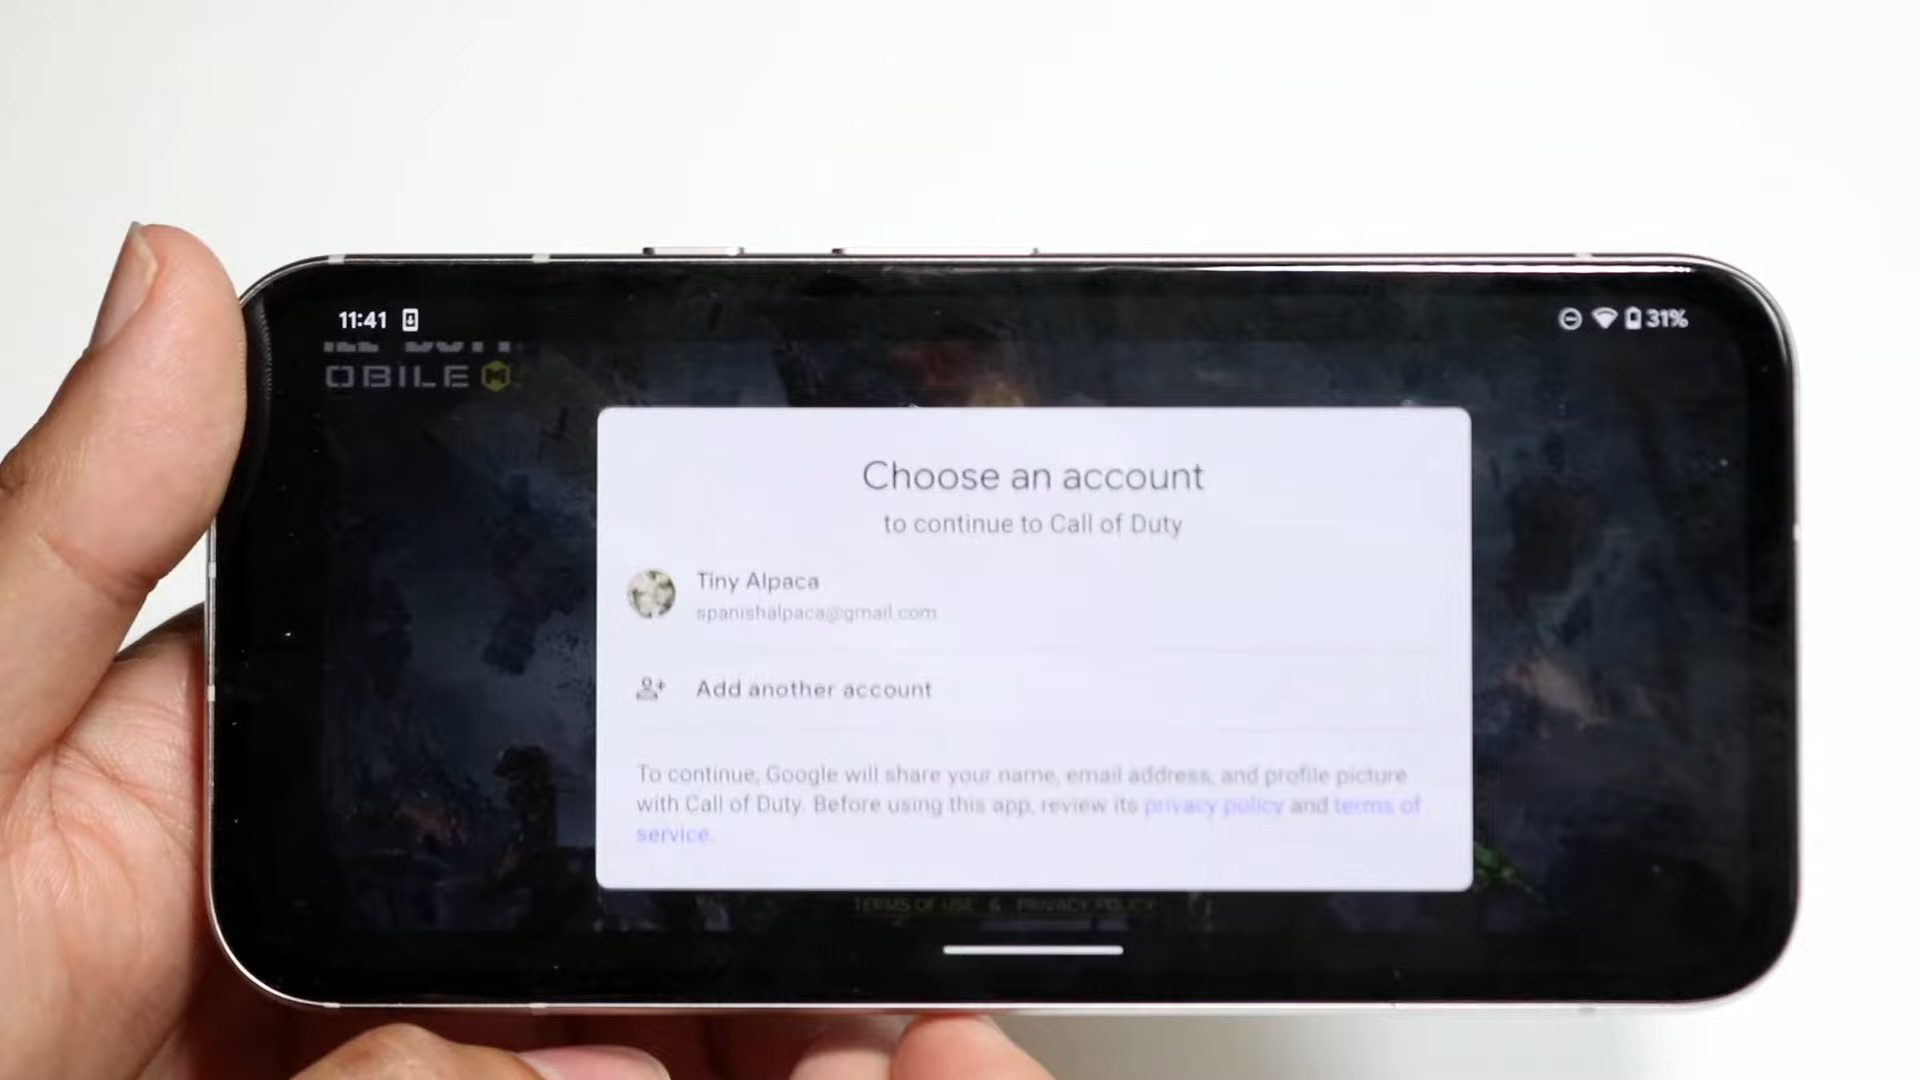 11:41
31%
OBILE
Choose an account
to continue to Call of Duty
Tiny Alpaca
spanishalpaca@gmail.com
Add another account
To continue, Google will share your name, email address, and profile picture
with Call of Duty. Before using this app, review its privacy policy and terms of
service.
TERMS OF USE & PRIVACY POLICY